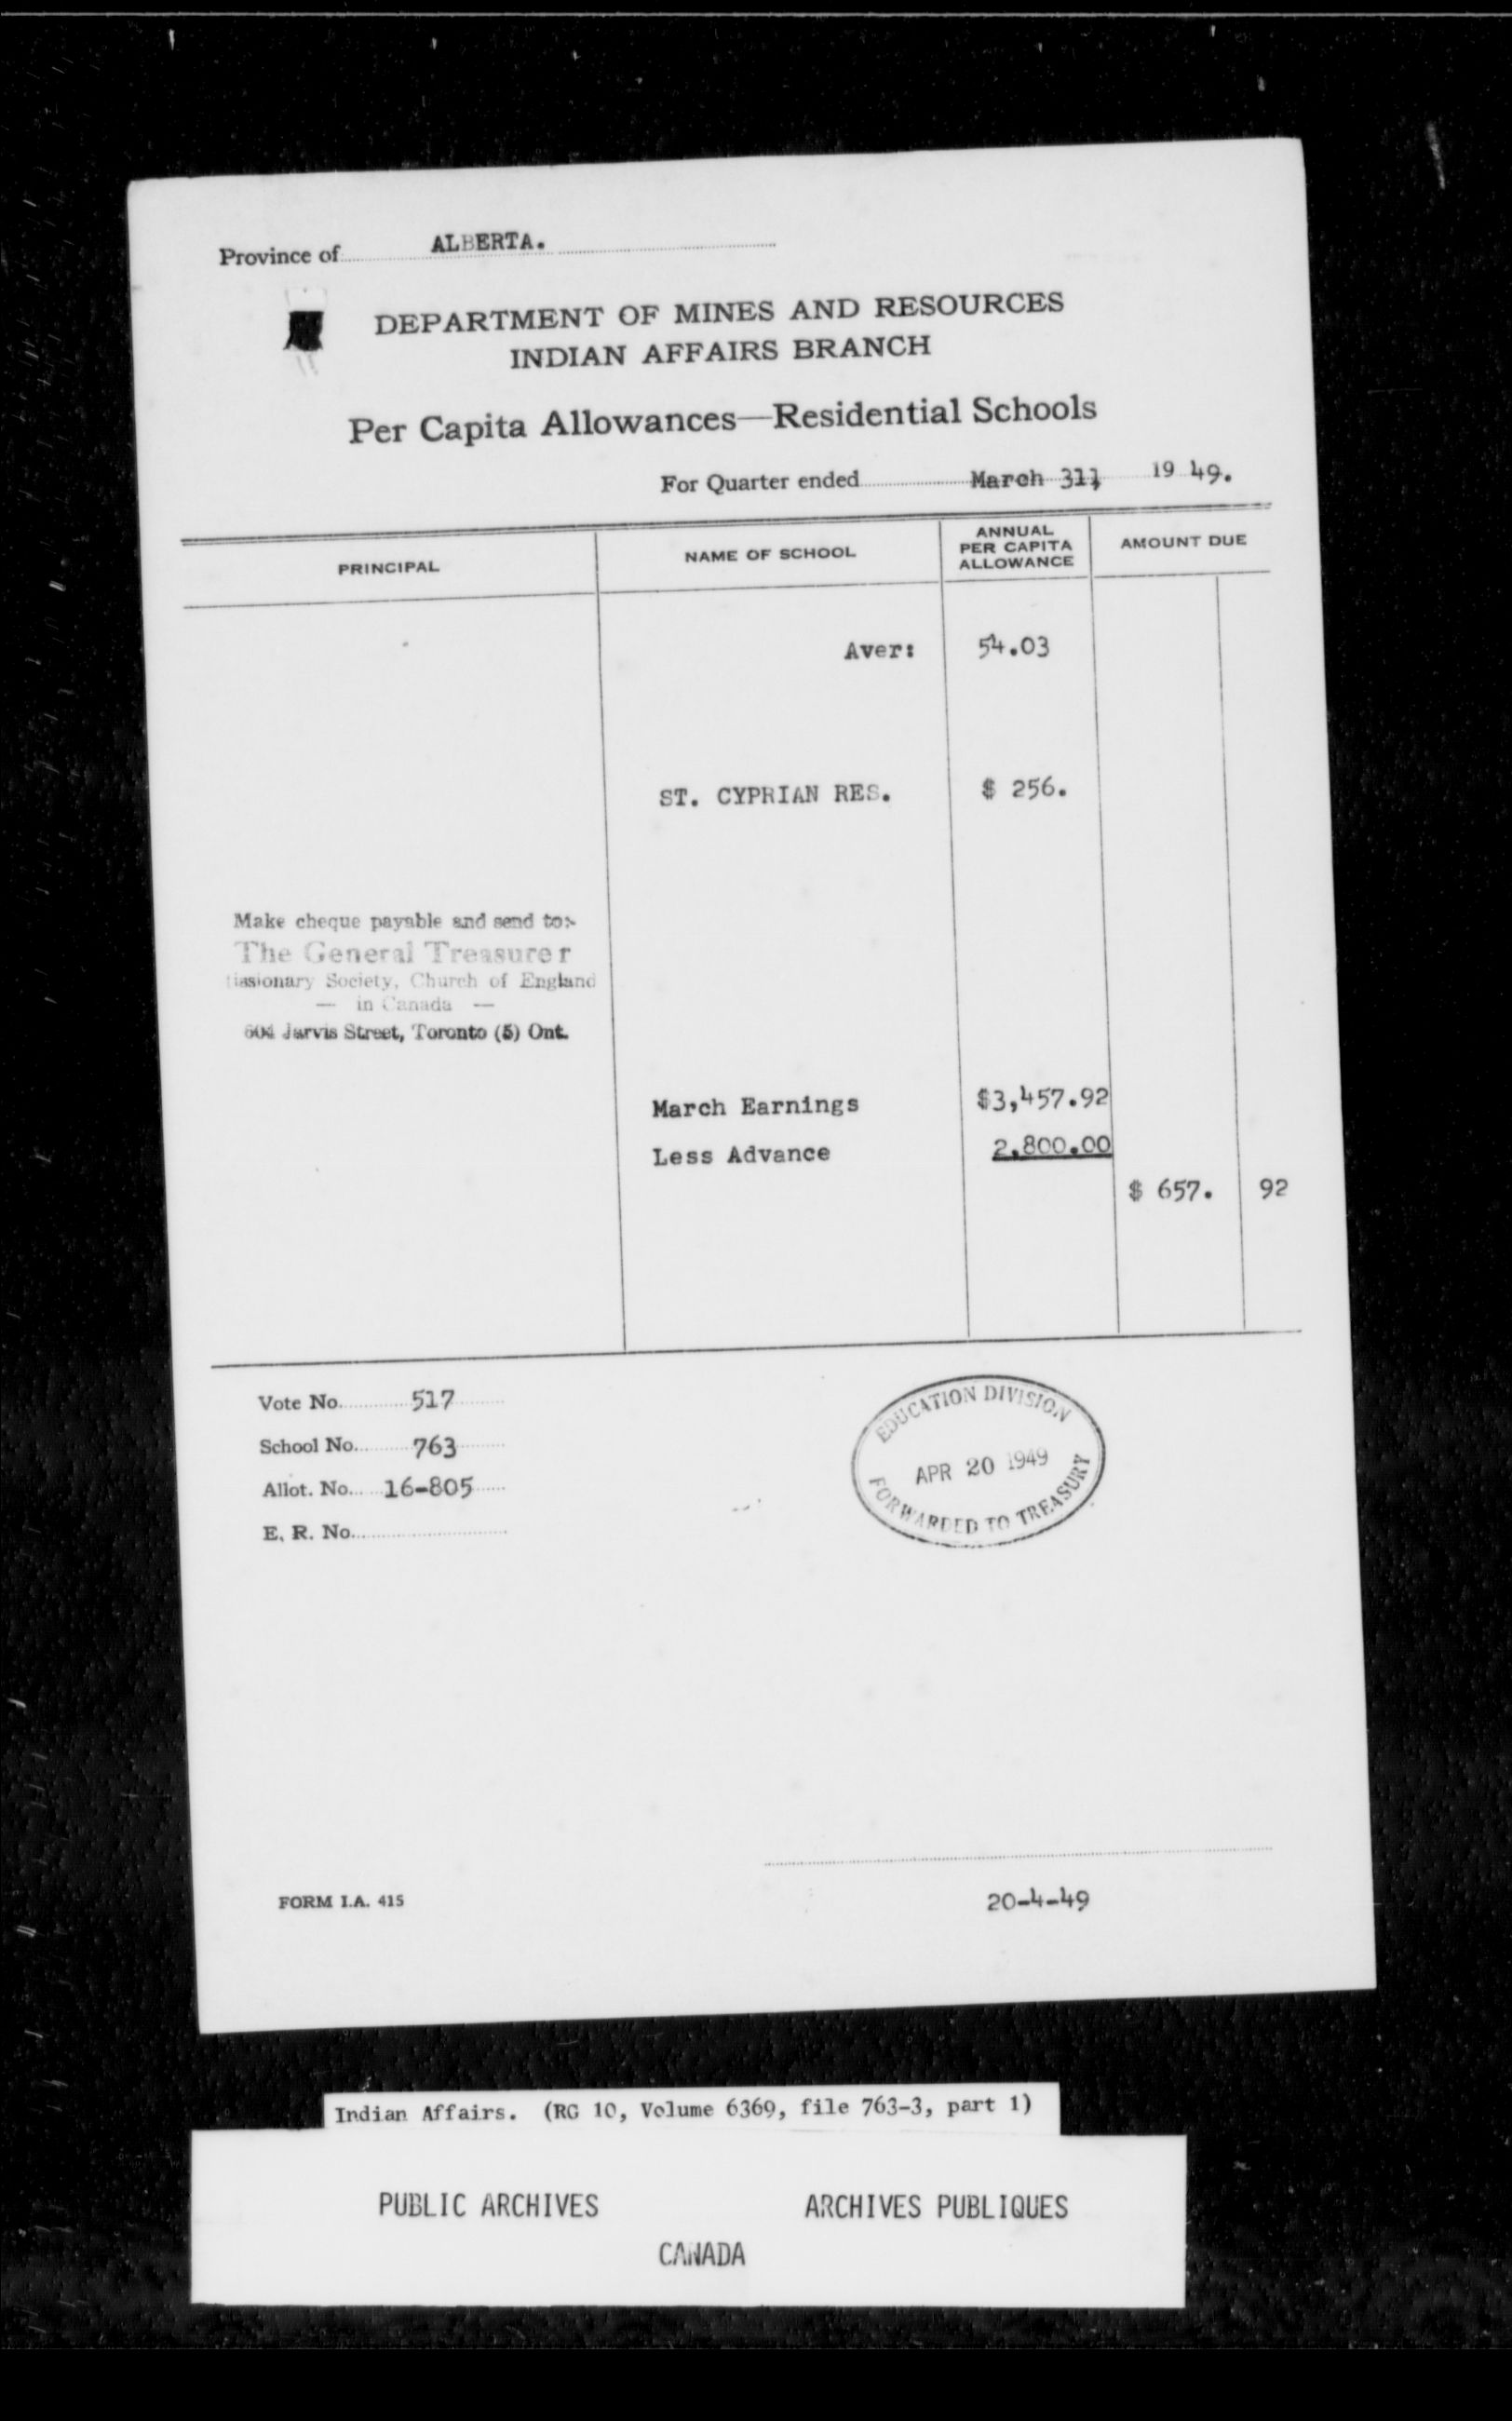 Province of ALBERTA.
DEPARTMENT OF MINES AND RESOURCES
INDIAN AFFAIRS BRANCH
Per Capita Allowances—Residential Schools
For Quarter ended March 31, 19 49.
PRINCIPAL
NAME OF SCHOOL
ANNUAL
PER CAPITA
ALLOWANCE
AMOUNT DUE
Aver: 54.03
ST. CYPRIAN RES. $ 256.
Make cheque payable and send to:-
The General Treasurer
Missionary Society, Church of England
— in Canada —
604 Jarvis Street, Toronto (5) Ont.
March Earnings $3,457.92
Less Advance 2,800.00
$ 657. 92
Vote No. 517
School No. 763
Allot. No. 16-805
E. R. No.
EDUCATION DIVISION
APR 20 1949
FORWARDED TO TREASURY
FORM I.A. 415
20-4-49
Indian Affairs. (RG 10, Volume 6369, file 763-3, part 1)
PUBLIC ARCHIVES ARCHIVES PUBLIQUES
CANADA